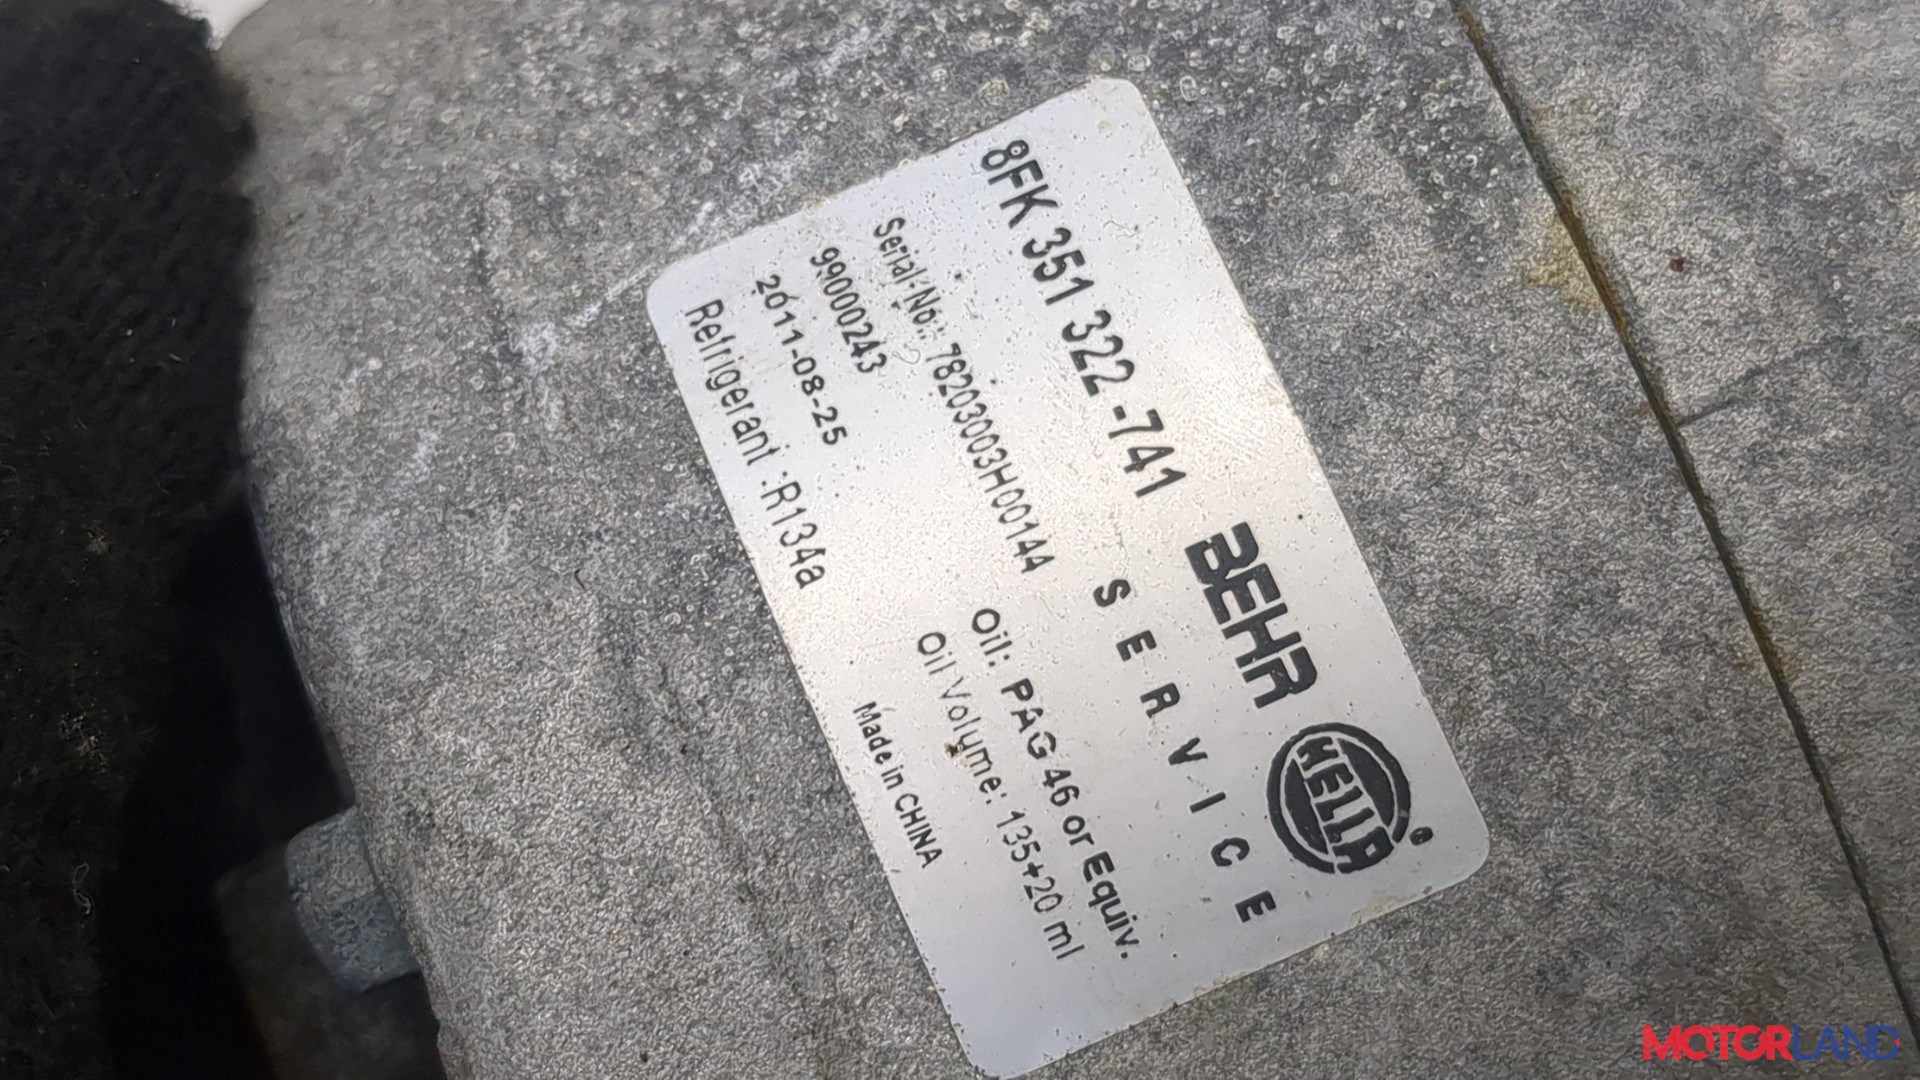 8FK 351 322 -741
BEHR HELLA®
SERVICE
Serial-No.: 78203003H00144
99000243
2011-08-25
Refrigerant :R134a
Oil: PAG 46 or Equiv.
Oil Volume: 135+20 ml
Made in CHINA
MOTORLAND